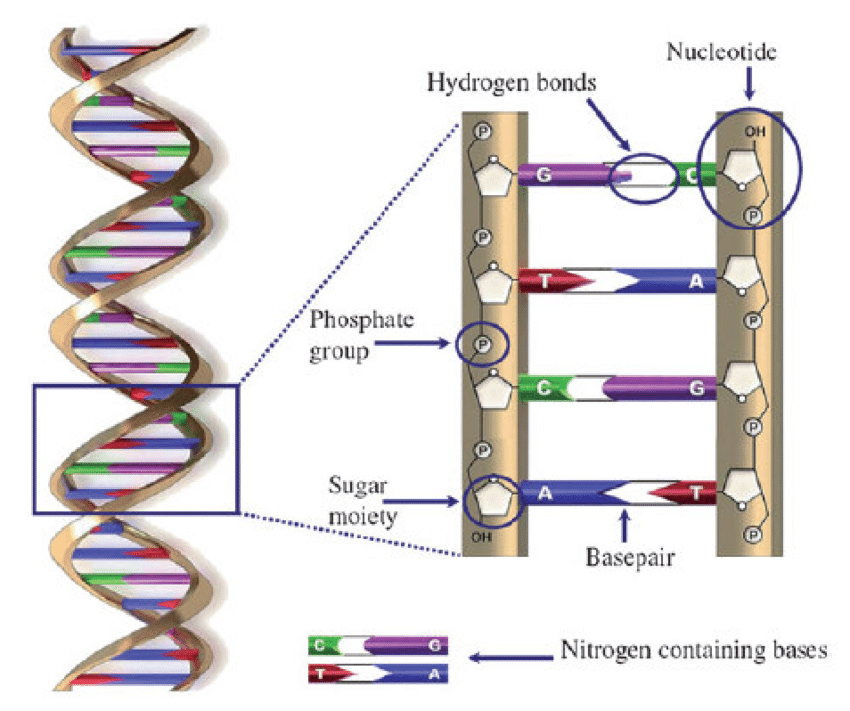 Nucleotide
Hydrogen bonds
P
OH
G
C
P
P
T
A
Phosphate
group
P
P
C
G
P
P
Sugar
moiety
A
T
OH
P
Basepair
C
G
T
A
Nitrogen containing bases